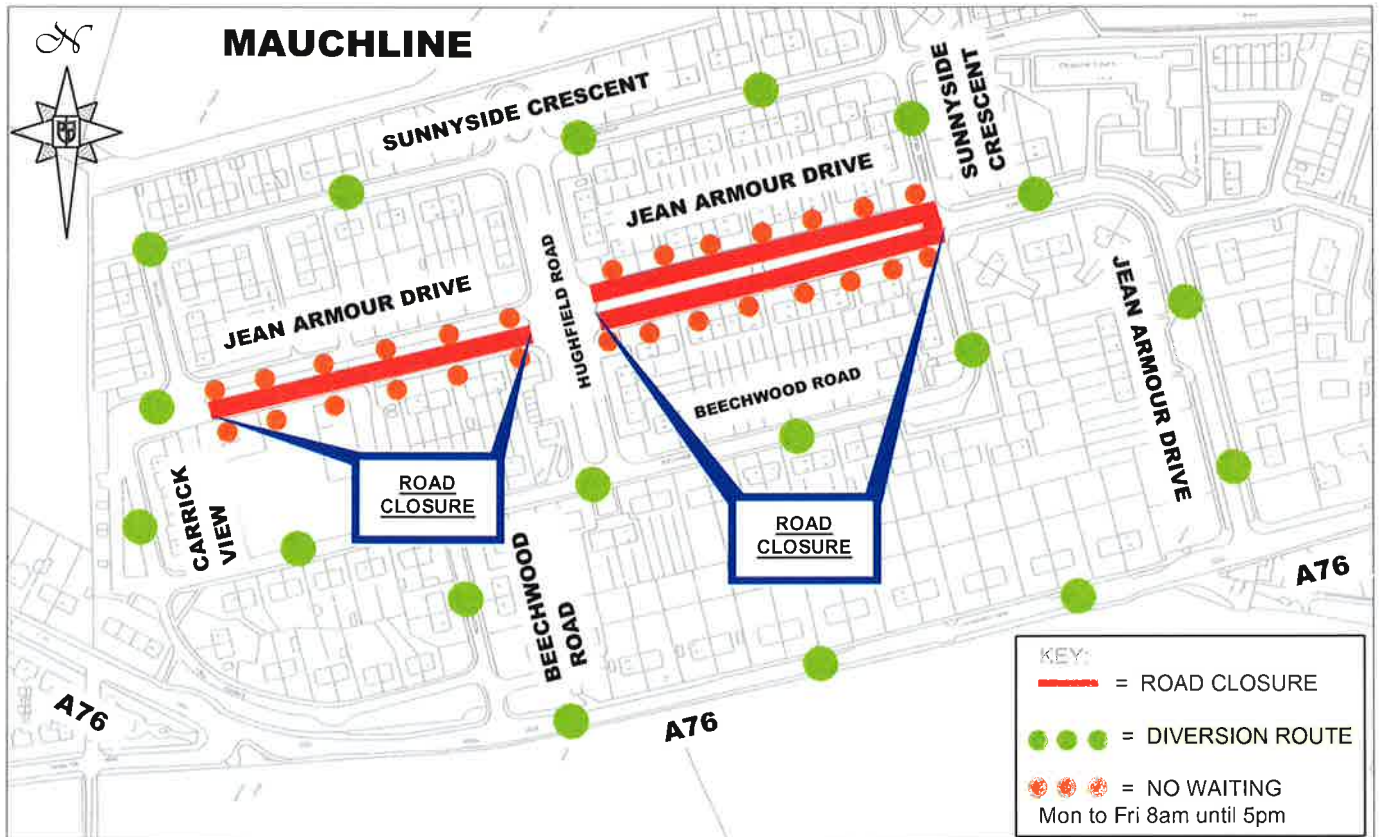 N
MAUCHLINE
SUNNYSIDE CRESCENT
SUNNYSIDE
CRESCENT
JEAN ARMOUR DRIVE
JEAN ARMOUR DRIVE
HUGHFIELD ROAD
JEAN ARMOUR DRIVE
BEECHWOOD ROAD
CARRICK
VIEW
ROAD
CLOSURE
ROAD
CLOSURE
BEECHWOOD
ROAD
A76
A76
A76
KEY:
= ROAD CLOSURE
= DIVERSION ROUTE
= NO WAITING
Mon to Fri 8am until 5pm